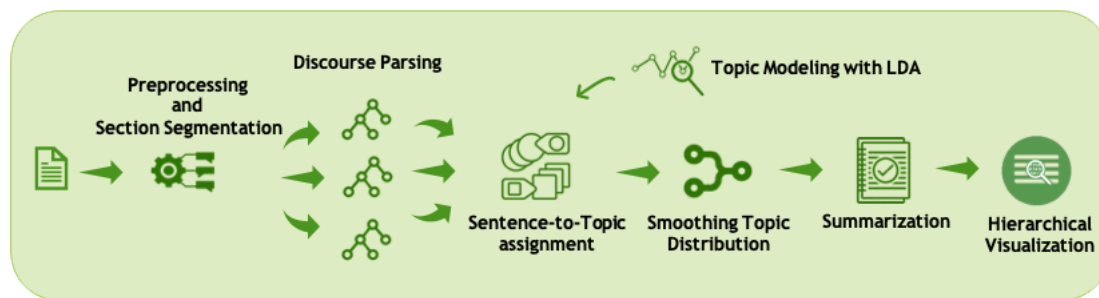 Preprocessing
and
Section Segmentation
Discourse Parsing
Topic Modeling with LDA
Sentence-to-Topic
assignment
Smoothing Topic
Distribution
Summarization
Hierarchical
Visualization